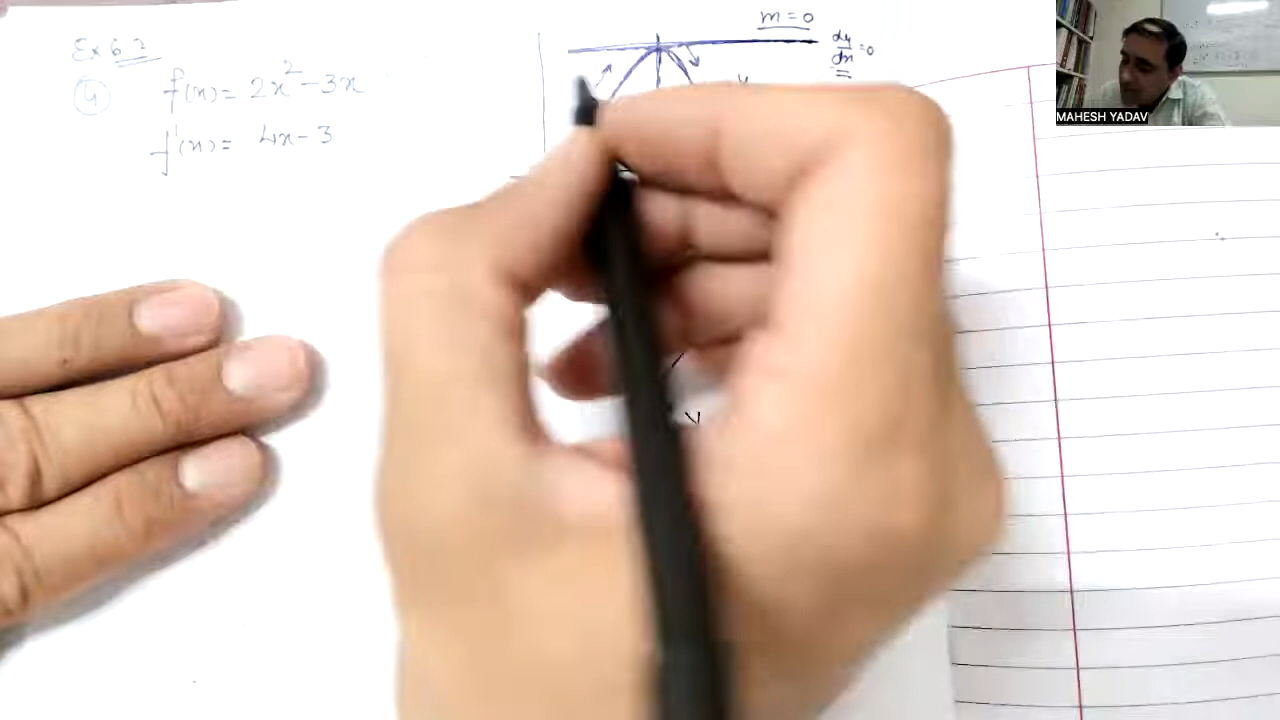 Ex 6.2
(4) f(x) = 2x² - 3x
f'(x) = 4x - 3
m = 0
dy/dx = 0
MAHESH YADAV